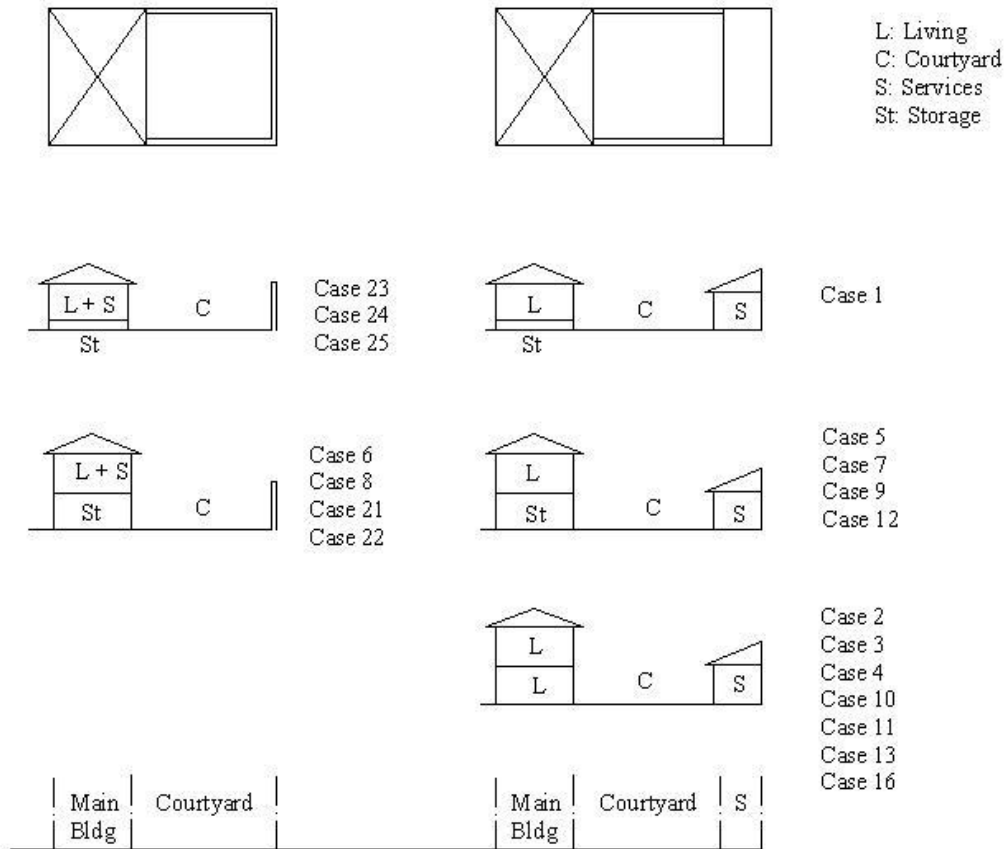 L: Living
C: Courtyard
S: Services
St: Storage
L + S
C
St
Case 23
Case 24
Case 25
L
C
S
St
Case 1
L + S
St
C
Case 6
Case 8
Case 21
Case 22
L
St
C
S
Case 5
Case 7
Case 9
Case 12
L
L
C
S
Case 2
Case 3
Case 4
Case 10
Case 11
Case 13
Case 16
Main
Bldg
Courtyard
Main
Bldg
Courtyard
S